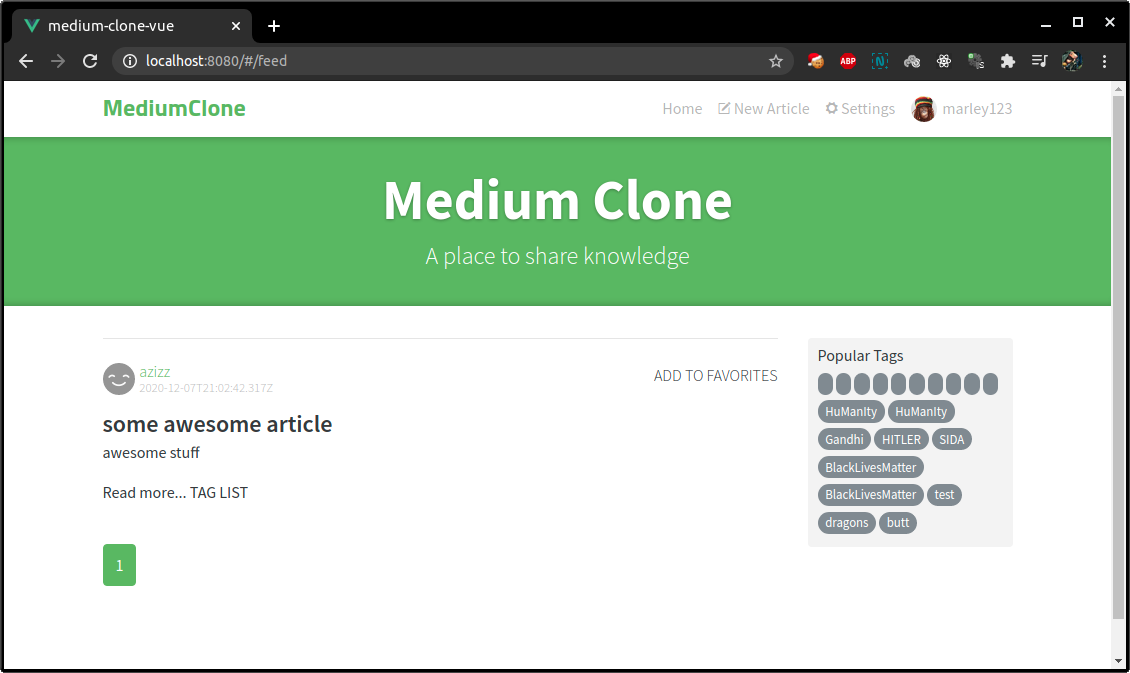 medium-clone-vue
localhost:8080/#/feed
ABP
N
MediumClone
Home New Article Settings marley123
Medium Clone
A place to share knowledge
azizz
2020-12-07T21:02:42.317Z
ADD TO FAVORITES
some awesome article
awesome stuff
Read more... TAG LIST
1
Popular Tags
HuManIty HuManIty
Gandhi HITLER SIDA
BlackLivesMatter
BlackLivesMatter test
dragons butt